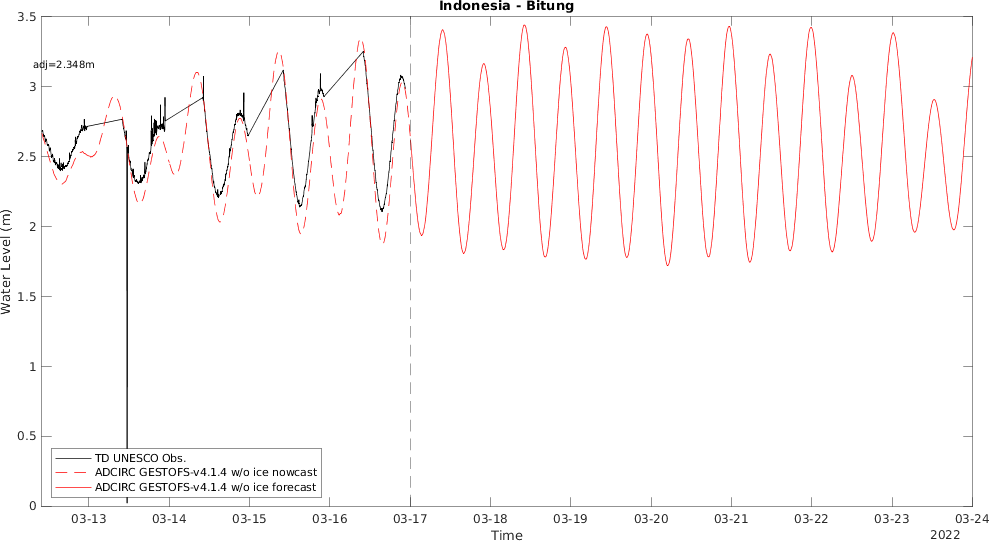 Indonesia - Bitung
adj=2.348m
3.5
3
2.5
2
1.5
1
0.5
0
Water Level (m)
TD UNESCO Obs.
ADCIRC GESTOFS-v4.1.4 w/o ice nowcast
ADCIRC GESTOFS-v4.1.4 w/o ice forecast
03-13 03-14 03-15 03-16 03-17 03-18 03-19 03-20 03-21 03-22 03-23 03-24
Time
2022